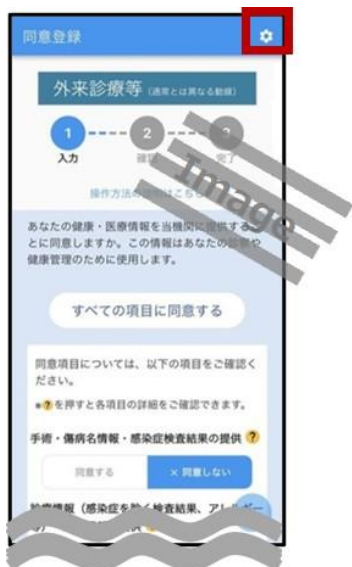 同意登録
外来診療等 (通常とは異なる動線)
1 2 3
入力 確認 完了
操作方法の
こちら
Image
あなたの健康・医療情報を当機関に提供するこ
とに同意しますか。この情報はあなたの診察や
健康管理のために使用します。
すべての項目に同意する
同意項目については、以下の項目をご確認く
ださい。
※?を押すと各項目の詳細をご確認できます。
手術・傷病名情報・感染症検査結果の提供 ?
同意する × 同意しない
診療情報（感染症を除く検査結果、アレルギー